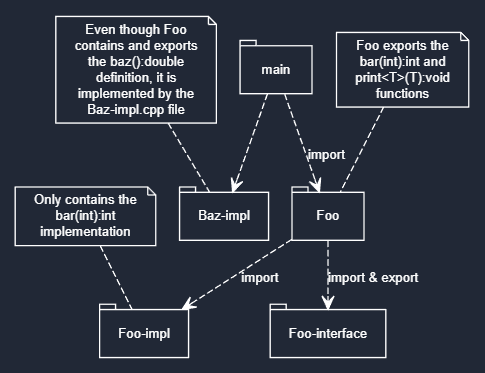 Even though Foo
contains and exports
the baz():double
definition, it is
implemented by the
Baz-impl.cpp file
main
Foo exports the
bar(int):int and
print<T>(T):void
functions
import
Only contains the
bar(int):int
implementation
Baz-impl
Foo
import
import & export
Foo-impl
Foo-interface